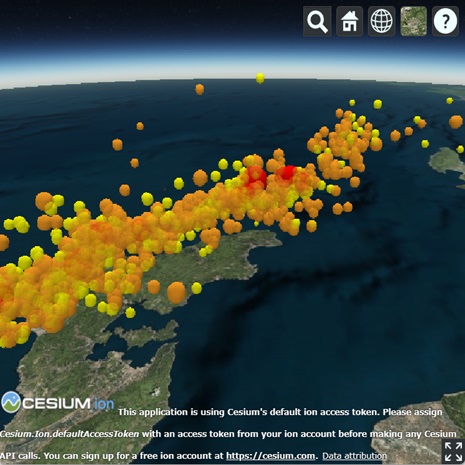 ?
CESIUM ion This application is using Cesium's default ion access token. Please assign
Cesium.Ion.defaultAccessToken with an access token from your ion account before making any Cesium
API calls. You can sign up for a free ion account at https://cesium.com. Data attribution